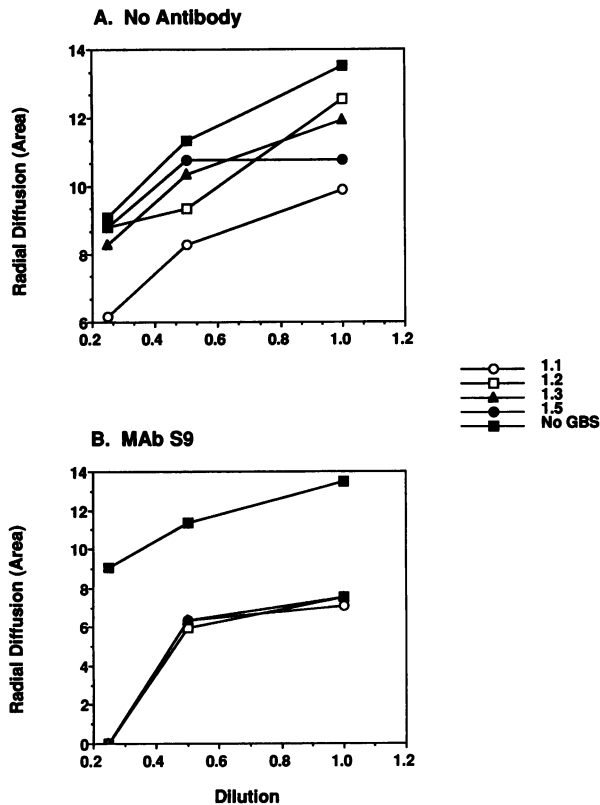 A. No Antibody
Radial Diffusion (Area)
14
12
10
8
6
0.2 0.4 0.6 0.8 1.0 1.2
1.1
1.2
1.3
1.5
No GBS
B. MAb S9
Radial Diffusion (Area)
14
12
10
8
6
4
2
0
0.2 0.4 0.6 0.8 1.0 1.2
Dilution